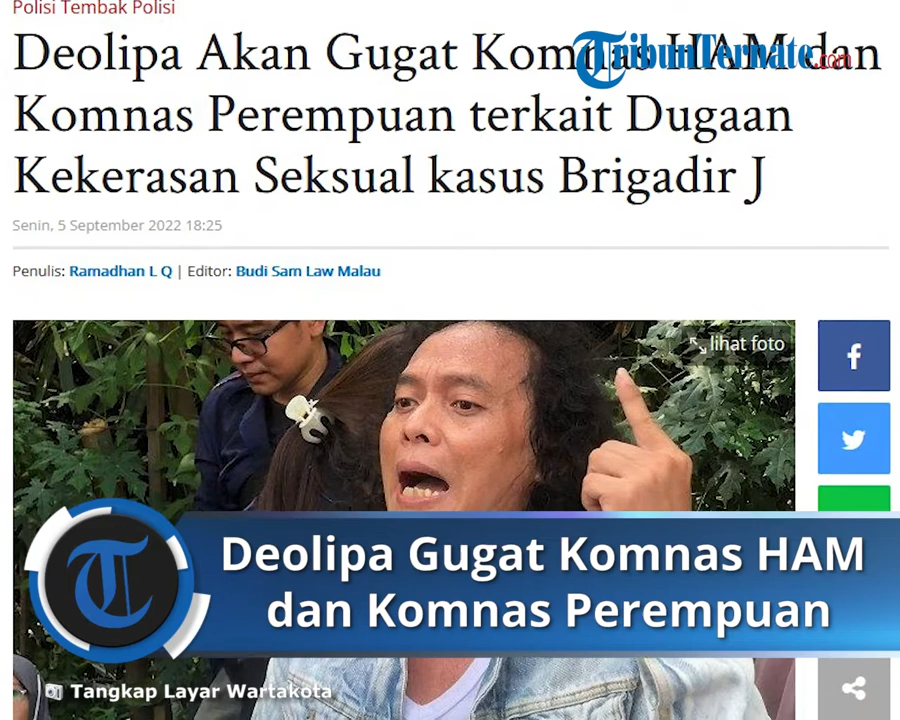 Polisi Tembak Polisi
TribunTernate.com
Deolipa Akan Gugat Komnas HAM dan
Komnas Perempuan terkait Dugaan
Kekerasan Seksual kasus Brigadir J
Senin, 5 September 2022 18:25
Penulis: Ramadhan L Q | Editor: Budi Sam Law Malau
lihat foto
f
T
Deolipa Gugat Komnas HAM
dan Komnas Perempuan
Tangkap Layar Wartakota